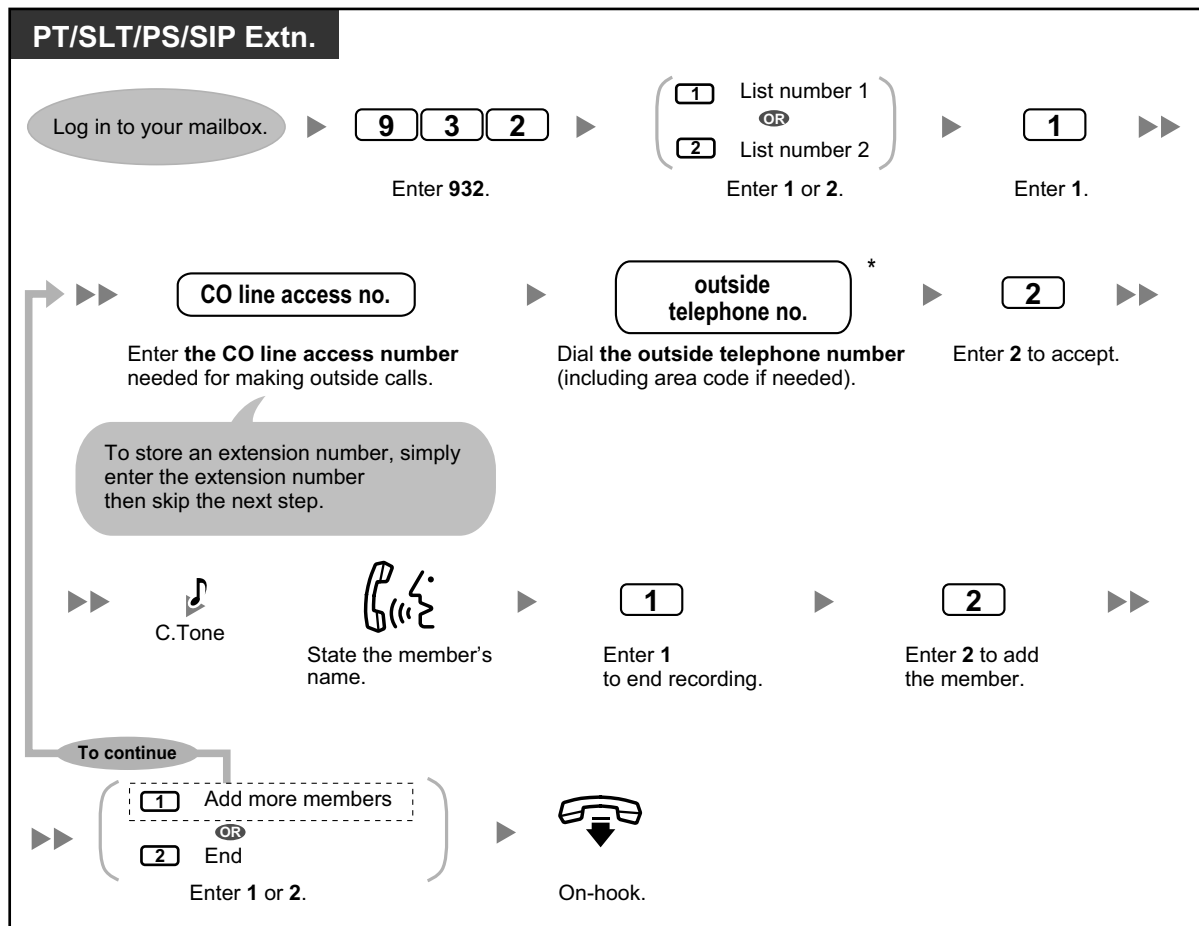 PT/SLT/PS/SIP Extn.
Log in to your mailbox.
9 3 2
Enter 932.
1 List number 1
OR
2 List number 2
Enter 1 or 2.
1
Enter 1.
CO line access no.
Enter the CO line access number
needed for making outside calls.
To store an extension number, simply
enter the extension number
then skip the next step.
outside
telephone no.
*
Dial the outside telephone number
(including area code if needed).
2
Enter 2 to accept.
C.Tone
State the member's
name.
1
Enter 1
to end recording.
2
Enter 2 to add
the member.
To continue
1 Add more members
OR
2 End
Enter 1 or 2.
On-hook.